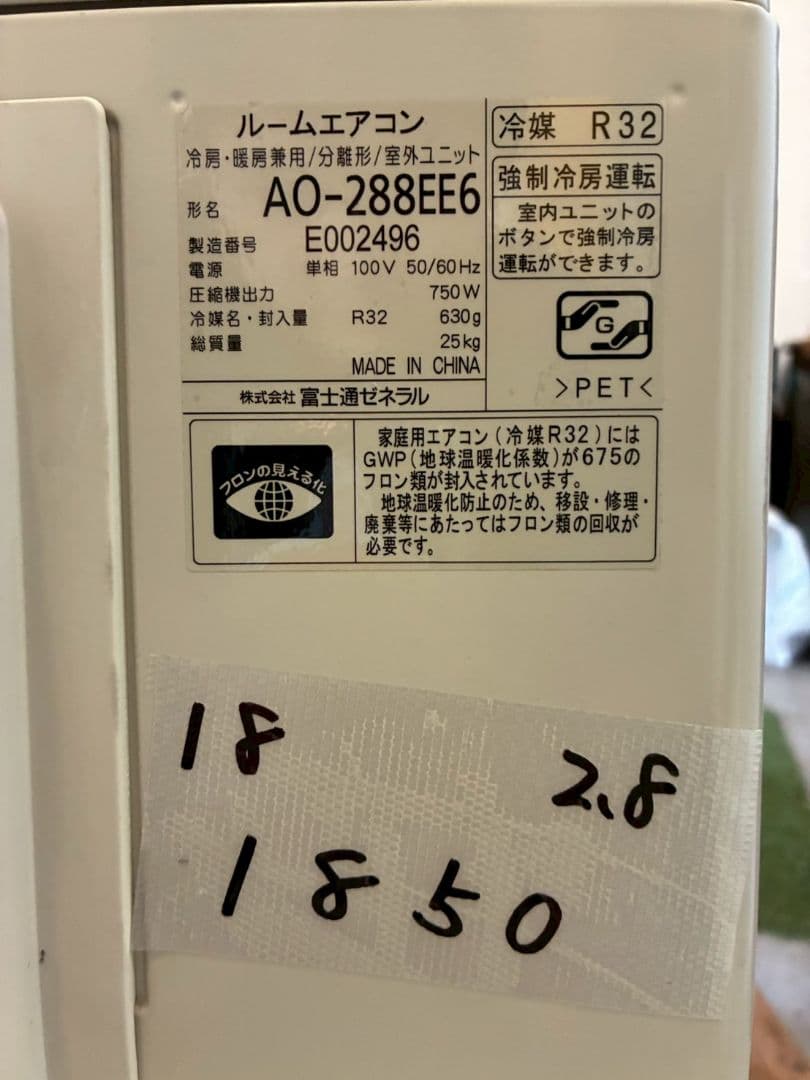 ルームエアコン
冷房・暖房兼用/分離形/室外ユニット
形名 AO-288EE6
製造番号 E002496
電源 単相 100V 50/60Hz
圧縮機出力 750W
冷媒名・封入量 R32 630g
総質量 25kg
MADE IN CHINA
株式会社 富士通ゼネラル
冷媒 R32
強制冷房運転
室内ユニットの
ボタンで強制冷房
運転ができます。
G
>PET<
フロンの見える化
家庭用エアコン(冷媒R32)には
GWP(地球温暖化係数)が675の
フロン類が封入されています。
地球温暖化防止のため、移設・修理・
廃棄等にあたってはフロン類の回収が
必要です。
18 2.8
1850